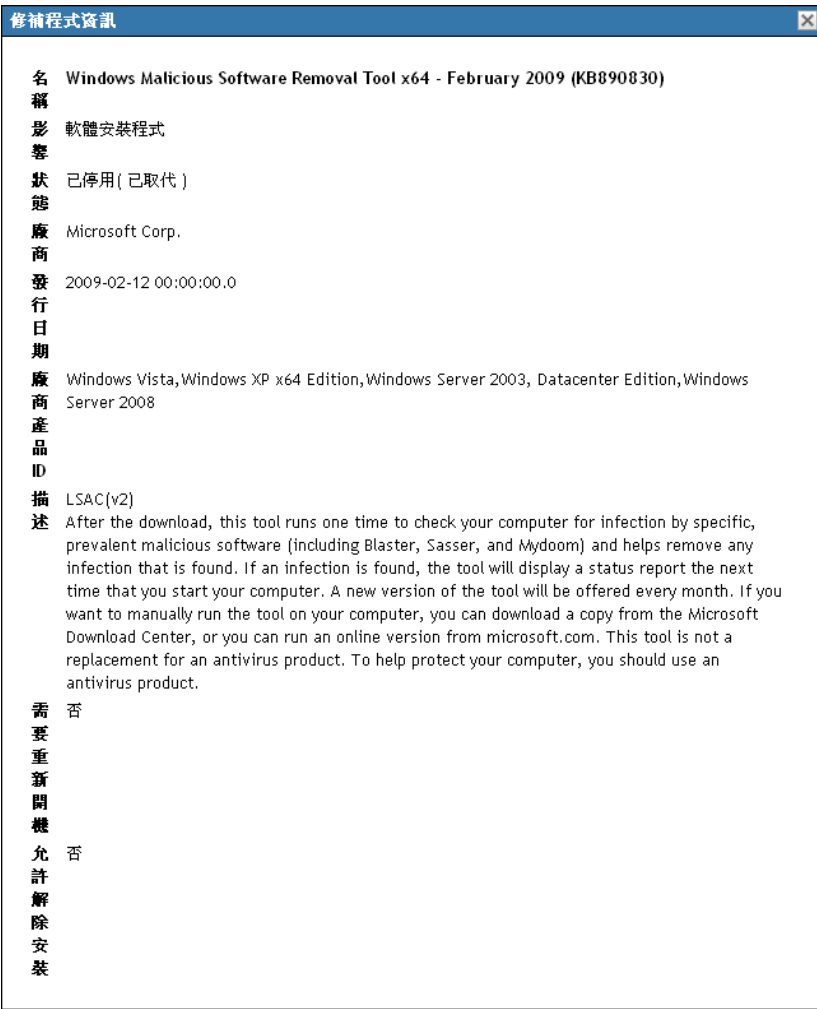 修補程式資訊
名稱 Windows Malicious Software Removal Tool x64 - February 2009 (KB890830)
影響 軟體安裝程式
狀態 已停用( 已取代 )
廠商 Microsoft Corp.
發行日期 2009-02-12 00:00:00.0
廠商產品ID Windows Vista,Windows XP x64 Edition,Windows Server 2003, Datacenter Edition,Windows
Server 2008
描述 LSAC(v2)
After the download, this tool runs one time to check your computer for infection by specific,
prevalent malicious software (including Blaster, Sasser, and Mydoom) and helps remove any
infection that is found. If an infection is found, the tool will display a status report the next
time that you start your computer. A new version of the tool will be offered every month. If you
want to manually run the tool on your computer, you can download a copy from the Microsoft
Download Center, or you can run an online version from microsoft.com. This tool is not a
replacement for an antivirus product. To help protect your computer, you should use an
antivirus product.
需要重新開機 否
允許解除安裝 否